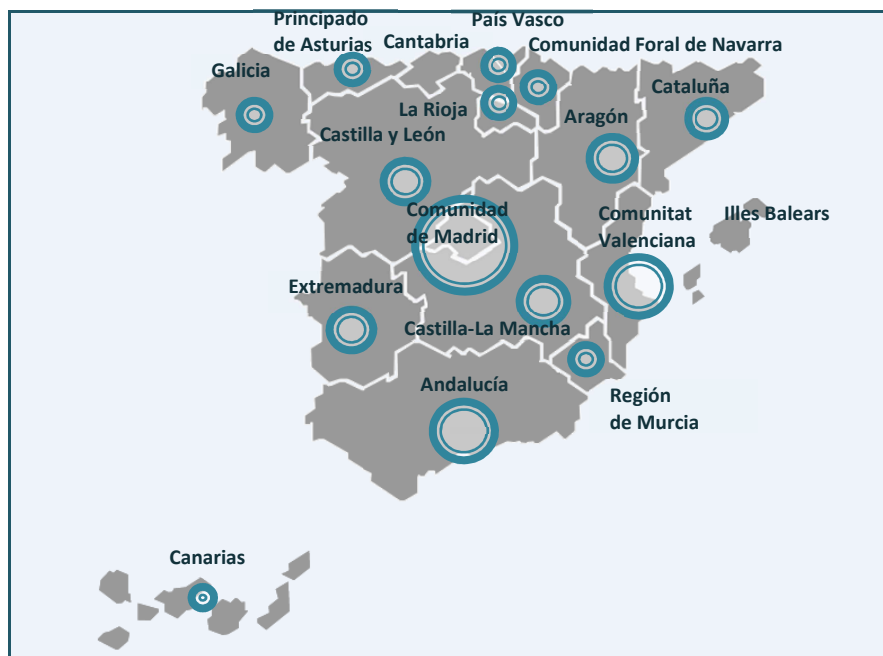 Principado
de Asturias
Cantabria
País Vasco
Comunidad Foral de Navarra
Galicia
Cataluña
La Rioja
Aragón
Castilla y León
Comunidad
de Madrid
Comunitat
Valenciana
Illes Balears
Extremadura
Castilla-La Mancha
Andalucía
Región
de Murcia
Canarias